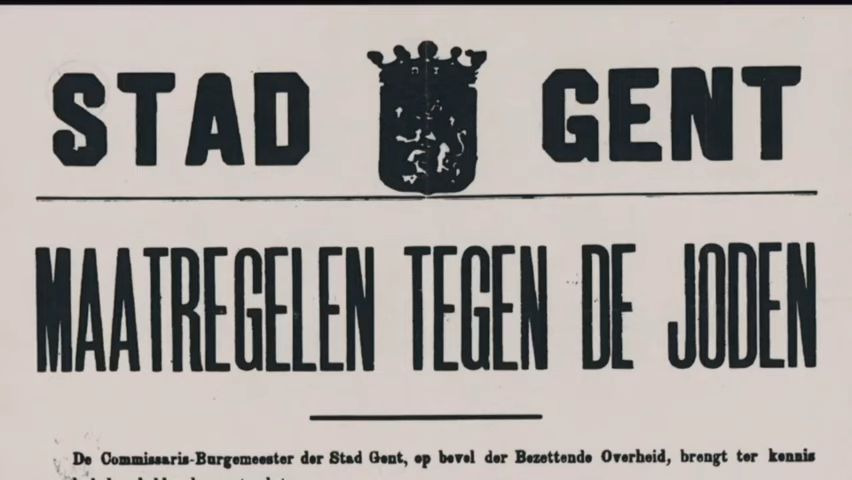 STAD GENT
MAATREGELEN TEGEN DE JODEN
De Commissaris-Burgemeester der Stad Gent, op bevel der Bezettende Overheid, brengt ter kennis